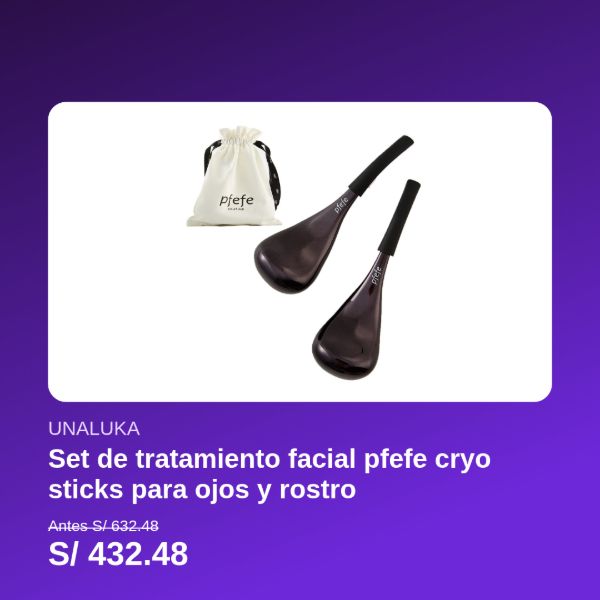 pfefe
pfefe
pfefe
UNALUKA
Set de tratamiento facial pfefe cryo
sticks para ojos y rostro
Antes S/ 632.48
S/ 432.48